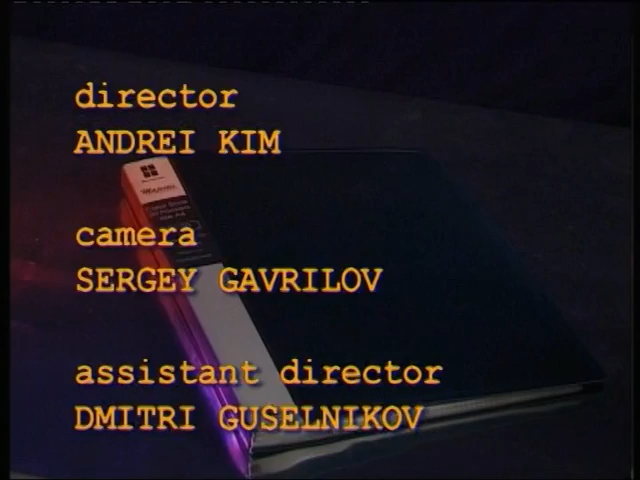 director
ANDREI KIM
camera
SERGEY GAVRILOV
assistant director
DMITRI GUSELNIKOV